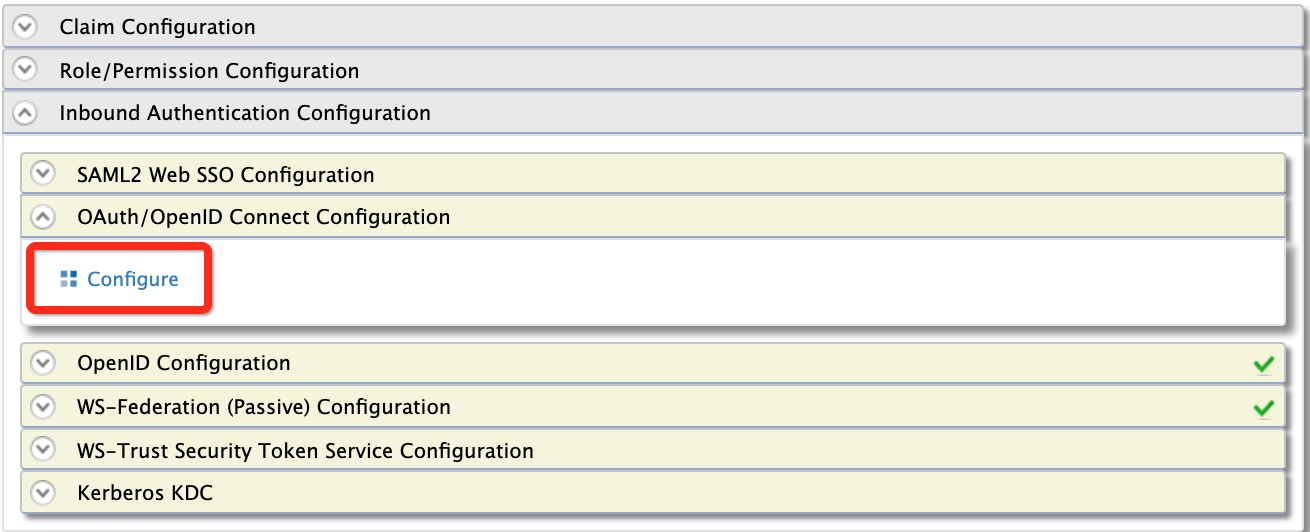 Claim Configuration
Role/Permission Configuration
Inbound Authentication Configuration
SAML2 Web SSO Configuration
OAuth/OpenID Connect Configuration
Configure
OpenID Configuration
WS-Federation (Passive) Configuration
WS-Trust Security Token Service Configuration
Kerberos KDC